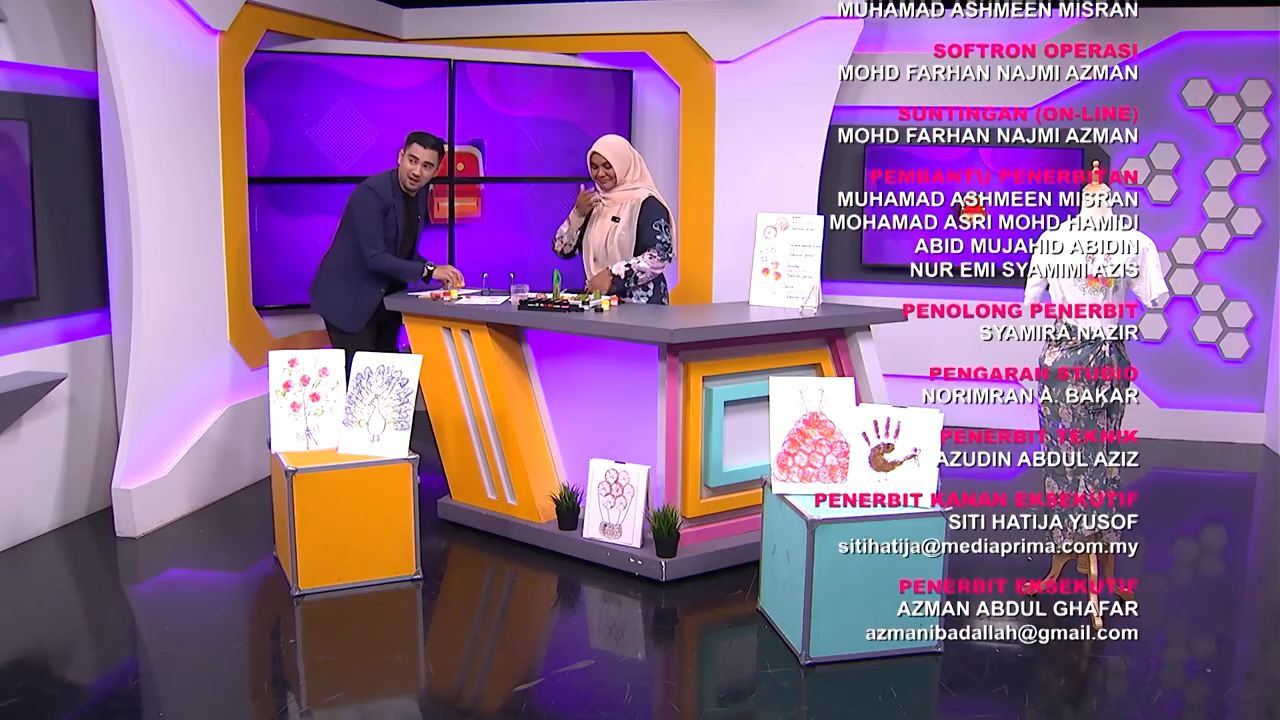 MUHAMAD ASHMEEN MISRAN
SOFTRON OPERASI
MOHD FARHAN NAJMI AZMAN
SUNTINGAN (ON-LINE)
MOHD FARHAN NAJMI AZMAN
PEMBANTU PENERBITAN
MUHAMAD ASHMEEN MISRAN
MOHAMAD ASRI MOHD HAMIDI
ABID MUJAHID ABIDIN
NUR EMI SYAMIMI AZIS
PENOLONG PENERBIT
SYAMIRA NAZIR
PENGARAH STUDIO
NORIMRAN A. BAKAR
PENERBIT TEKNIK
AZUDIN ABDUL AZIZ
PENERBIT KANAN EKSEKUTIF
SITI HATIJA YUSOF
sitihatija@mediaprima.com.my
PENERBIT EKSEKUTIF
AZMAN ABDUL GHAFAR
azmanibadallah@gmail.com